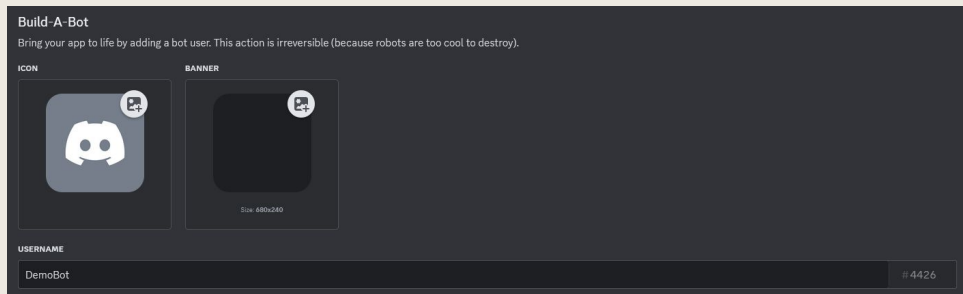 Build-A-Bot
Bring your app to life by adding a bot user. This action is irreversible (because robots are too cool to destroy).
ICON
BANNER
Size: 680x240
USERNAME
DemoBot
#4426